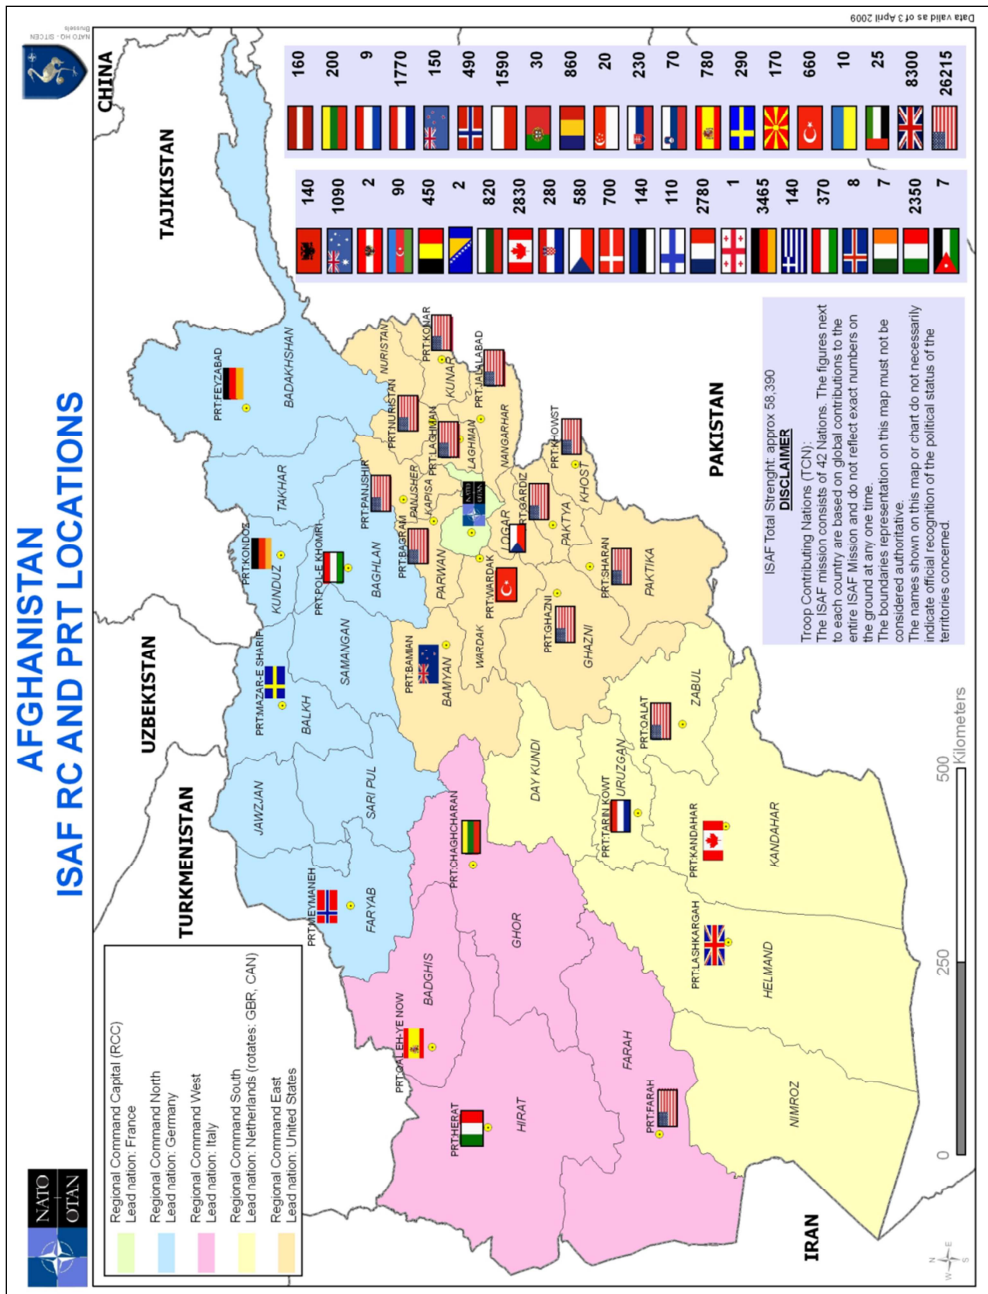 AFGHANISTAN
ISAF RC AND PRT LOCATIONS
NATO
OTAN
NATO HQ - SITCEN
Brussels
Data valid as of 3 April 2009
Regional Command Capital (RCC)
Lead nation: France
Regional Command North
Lead nation: Germany
Regional Command West
Lead nation: Italy
Regional Command South
Lead nation: Netherlands (rotates: GBR, CAN)
Regional Command East
Lead nation: United States
TURKMENISTAN
UZBEKISTAN
TAJIKISTAN
CHINA
PAKISTAN
IRAN
PRT:MEYMANEH
FARYAB
JAWZJAN
SARI PUL
PRT:MAZAR-E SHARIF
BALKH
SAMANGAN
PRT:KONDOZ
KUNDUZ
PRT:POL-E KHOMRI
BAGHLAN
TAKHAR
PRT:FEYZABAD
BADAKHSHAN
PRT:QAL'EH-YE NOW
BADGHIS
PRT:HERAT
HIRAT
PRT:CHAGHCHARAN
GHOR
PRT:FARAH
FARAH
PRT:BAMIAN
BAMYAN
PRT:PANJSHIR
PANJSHER
PRT:BAGRAM
PARWAN
KAPISA
PRT:NURISTAN
NURISTAN
PRT:KONAR
KUNAR
PRT:LAGHMAN
LAGHMAN
PRT:JALALABAD
NANGARHAR
NATO
OTAN
PRT:WARDAK
WARDAK
LOGAR
PRT:GARDIZ
PAKTYA
PRT:KHOWST
KHOST
PRT:GHAZNI
GHAZNI
PRT:SHARAN
PAKTIKA
DAY KUNDI
PRT:TARIN KOWT
URUZGAN
PRT:QALAT
ZABUL
PRT:KANDAHAR
KANDAHAR
PRT:LASHKARGAH
HELMAND
NIMROZ
140
1090
2
90
450
2
820
2830
280
580
700
140
110
2780
1
3465
140
370
8
7
2350
7
160
200
9
1770
150
490
1590
30
860
20
230
70
780
290
170
660
10
25
8300
26215
ISAF Total Strenght: approx 58,390
DISCLAIMER
Troop Contributing Nations (TCN):
The ISAF mission consists of 42 Nations. The figures next
to each country are based on global contributions to the
entire ISAF Mission and do not reflect exact numbers on
the ground at any one time.
The boundaries representation on this map must not be
considered authoritative.
The names shown on this map or chart do not necessarily
indicate official recognition of the political status of the
territories concerned.
0 250 500
Kilometers
N
W E
S